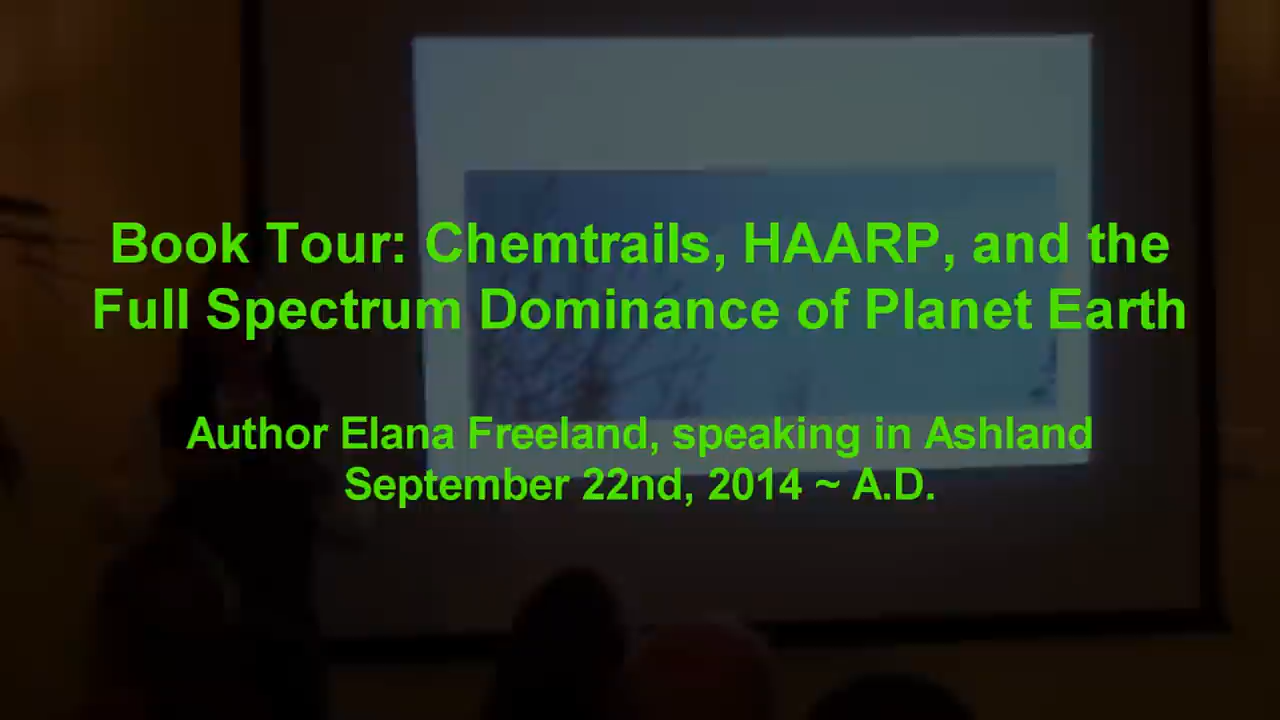 Book Tour: Chemtrails, HAARP, and the
Full Spectrum Dominance of Planet Earth
Author Elana Freeland, speaking in Ashland
September 22nd, 2014 ~ A.D.